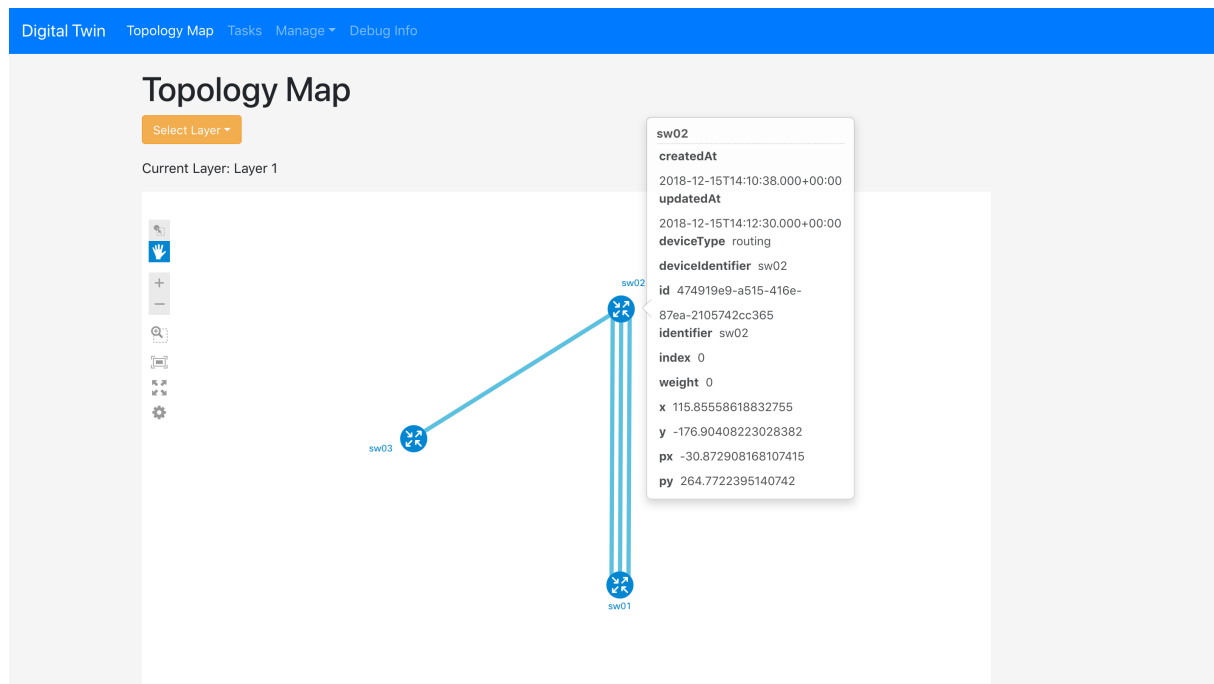 Digital Twin Topology Map Tasks Manage Debug Info
Topology Map
Select Layer
Current Layer: Layer 1
sw02
createdAt
2018-12-15T14:10:38.000+00:00
updatedAt
2018-12-15T14:12:30.000+00:00
deviceType routing
deviceIdentifier sw02
id 474919e9-a515-416e-
87ea-2105742cc365
identifier sw02
index 0
weight 0
x 115.85558618832755
y -176.90408223028382
px -30.872908168107415
py 264.7722395140742
sw02
sw03
sw01